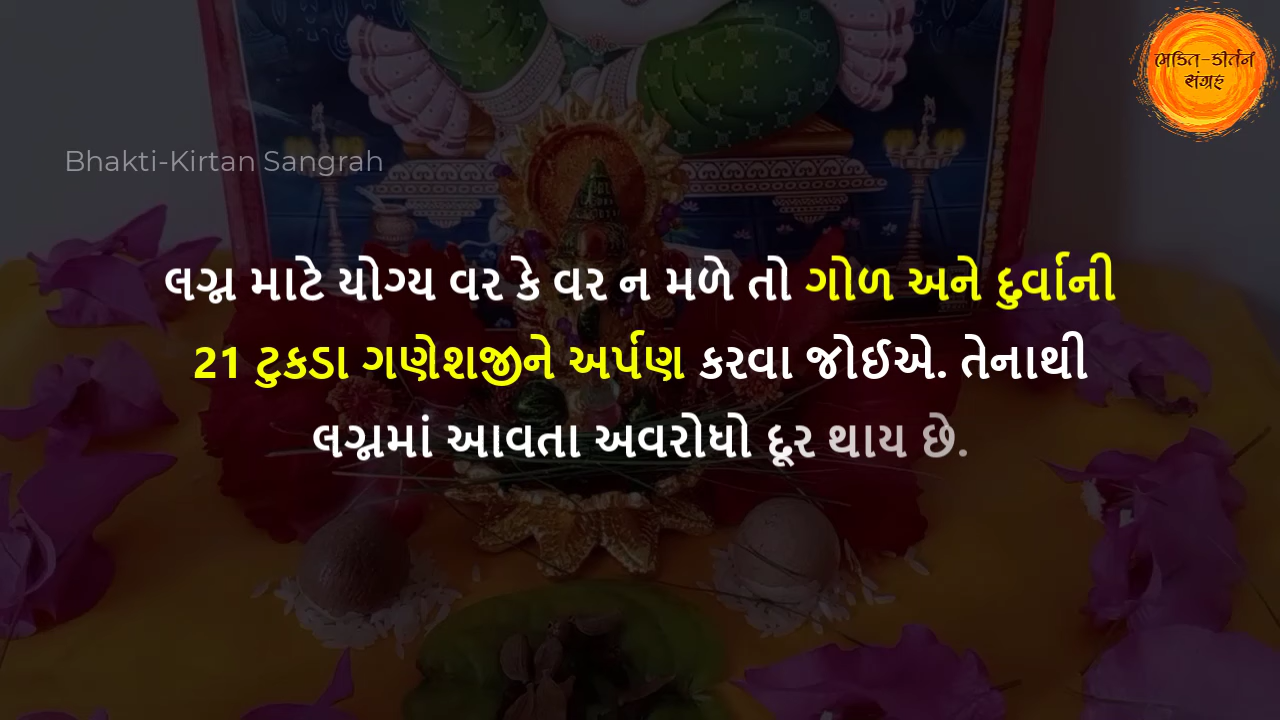 ભક્તિ-કીર્તન
સંગ્રહ
Bhakti-Kirtan Sangrah
લગ્ન માટે યોગ્ય વર કે વર ન મળે તો ગોળ અને દુર્વાની
21 ટુકડા ગણેશજીને અર્પણ કરવા જોઈએ. તેનાથી
લગ્નમાં આવતા અવરોધો દૂર થાય છે.